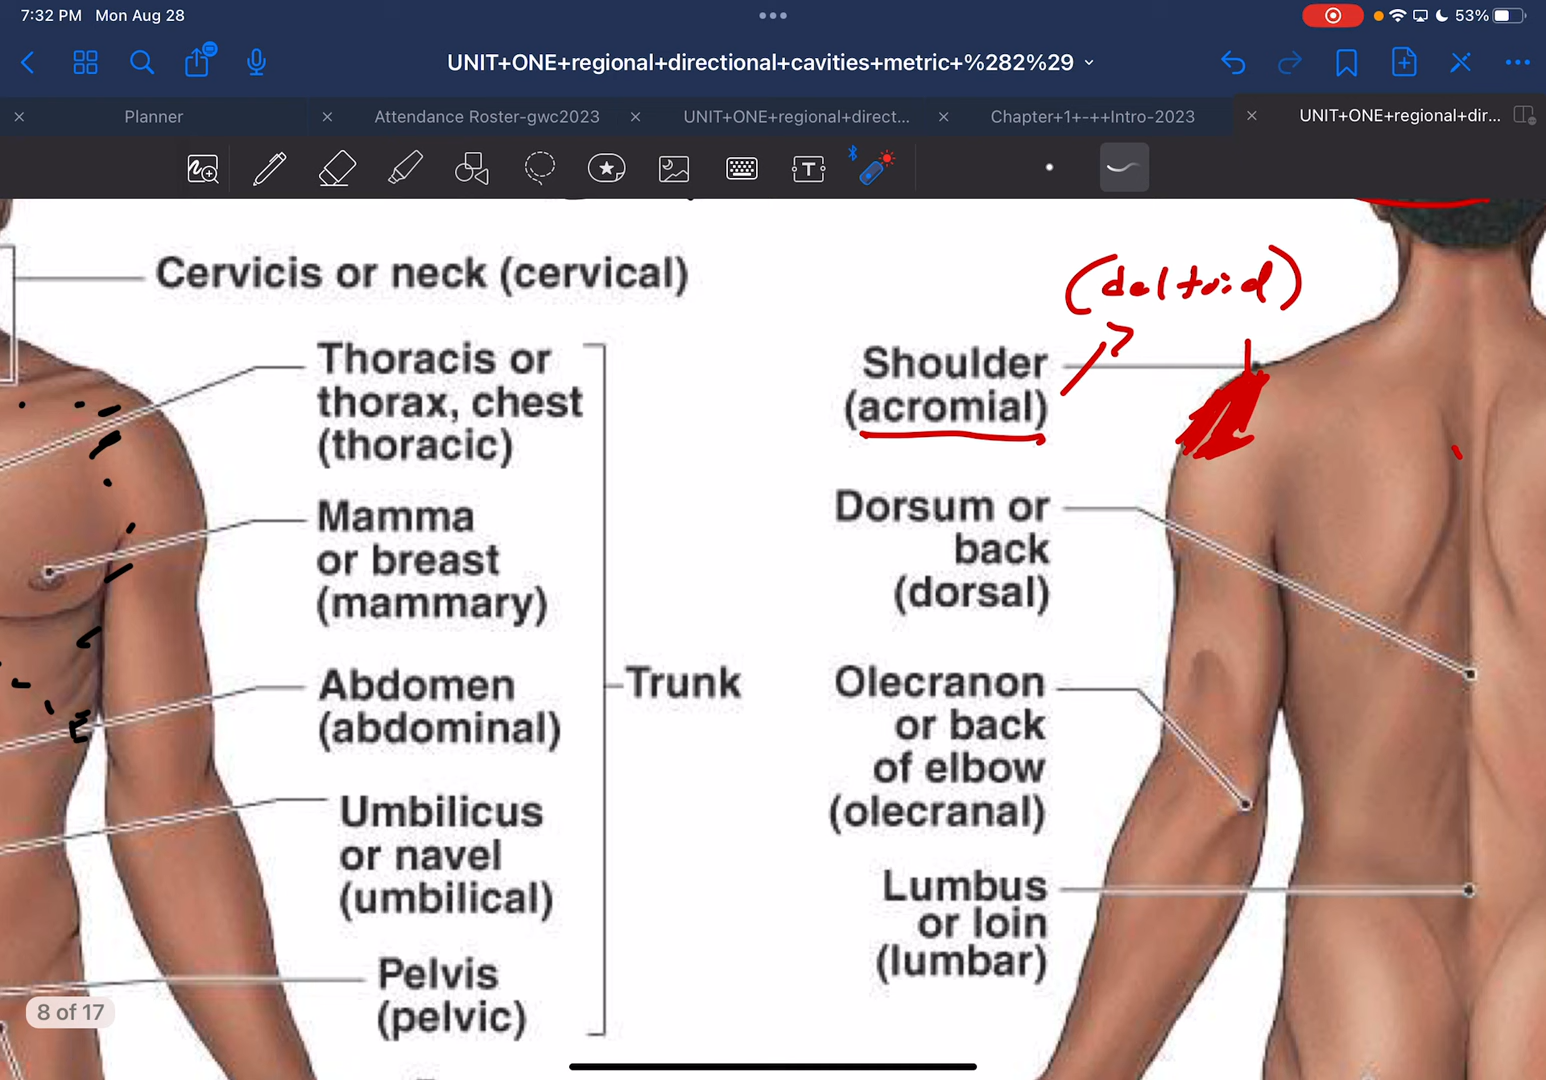 7:32 PM Mon Aug 28
53%
UNIT+ONE+regional+directional+cavities+metric+%282%29
Planner
Attendance Roster-gwc2023
UNIT+ONE+regional+direct...
Chapter+1+-++Intro-2023
UNIT+ONE+regional+dir...
Cervicis or neck (cervical)
Thoracis or
thorax, chest
(thoracic)
Mamma
or breast
(mammary)
Abdomen
(abdominal)
Umbilicus
or navel
(umbilical)
Pelvis
(pelvic)
Trunk
(deltoid)
Shoulder
(acromial)
Dorsum or
back
(dorsal)
Olecranon
or back
of elbow
(olecranal)
Lumbus
or loin
(lumbar)
8 of 17